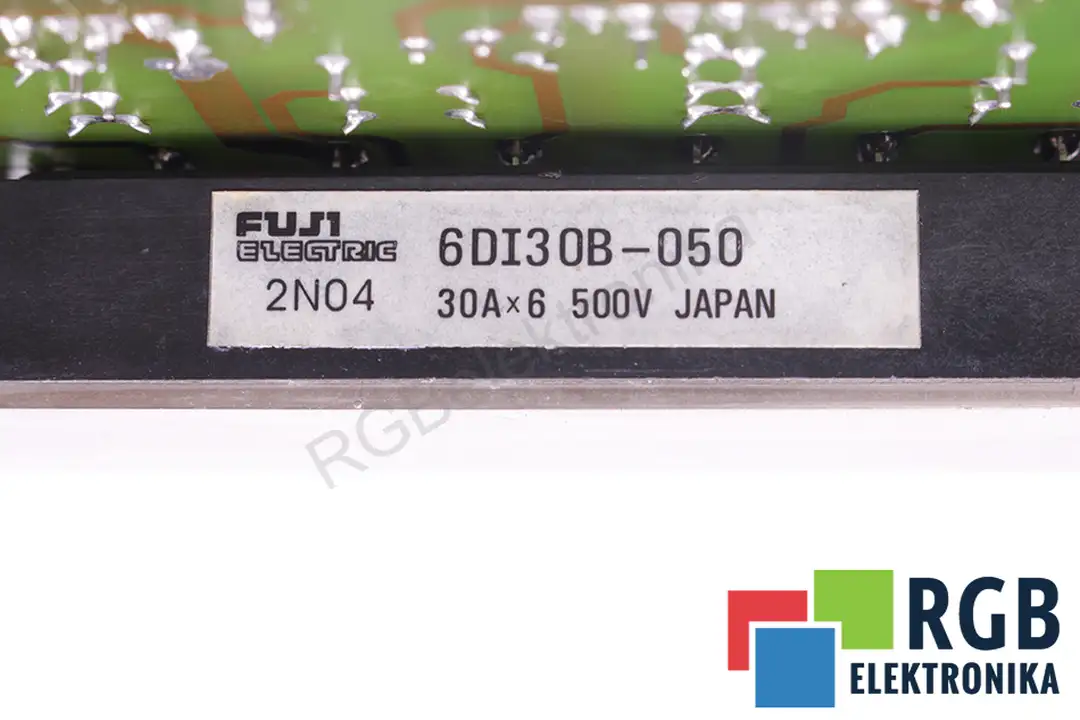 FUJI
ELECTRIC
6DI30B-050
2N04
30A×6 500V JAPAN
RGB
ELEKTRONIKA